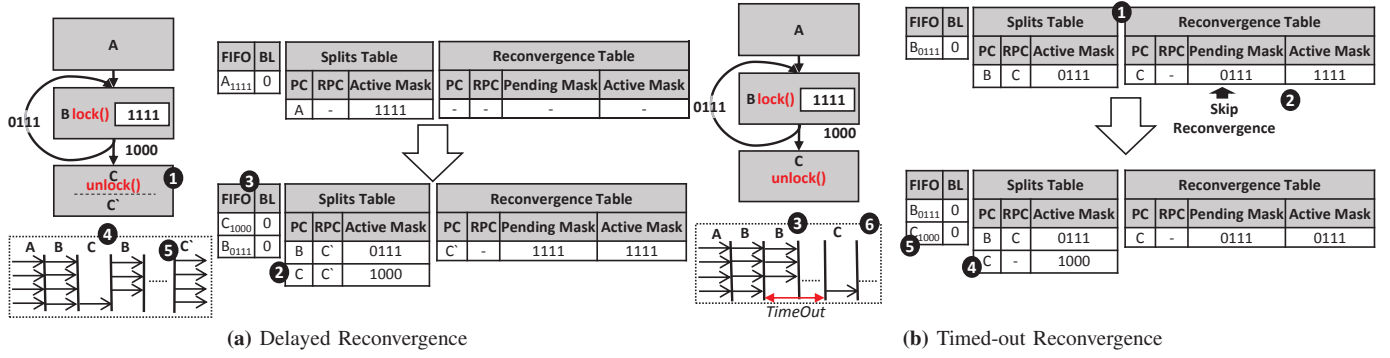 A
B lock() 1111
0111
1000
C
unlock()
C`
1
FIFO BL
A1111 0
Splits Table
PC RPC Active Mask
A - 1111
Reconvergence Table
PC RPC Pending Mask Active Mask
- - - -
3
FIFO BL
C1000 0
B0111 0
Splits Table
PC RPC Active Mask
B C` 0111
2 C C` 1000
Reconvergence Table
PC RPC Pending Mask Active Mask
C` - 1111 1111
4
A B C B C`
5
......
(a) Delayed Reconvergence
A
B lock() 1111
0111
1000
C
unlock()
1
FIFO BL
B0111 0
Splits Table
PC RPC Active Mask
B C 0111
Reconvergence Table
PC RPC Pending Mask Active Mask
C - 0111 1111
2
Skip
Reconvergence
FIFO BL
B0111 0
C1000 0
5
Splits Table
PC RPC Active Mask
B C 0111
4 C - 1000
Reconvergence Table
PC RPC Pending Mask Active Mask
C - 0111 0111
3 6
A B B C
...... ......
TimeOut
(b) Timed-out Reconvergence